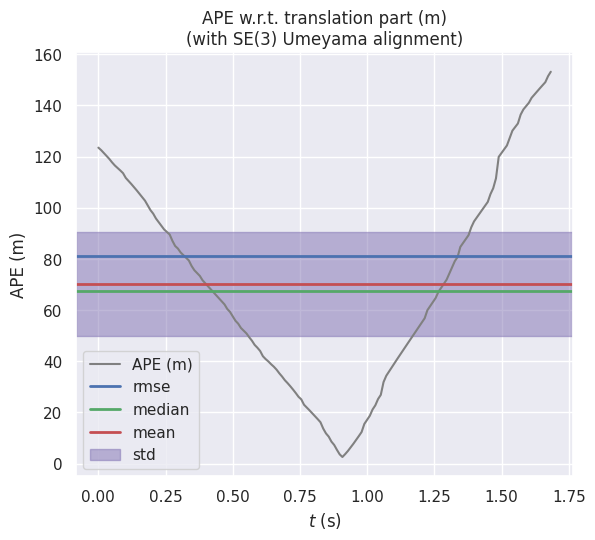 APE w.r.t. translation part (m)
(with SE(3) Umeyama alignment)
160
140
120
100
80
60
40
20
0
APE (m)
APE (m)
rmse
median
mean
std
0.00 0.25 0.50 0.75 1.00 1.25 1.50 1.75
t (s)